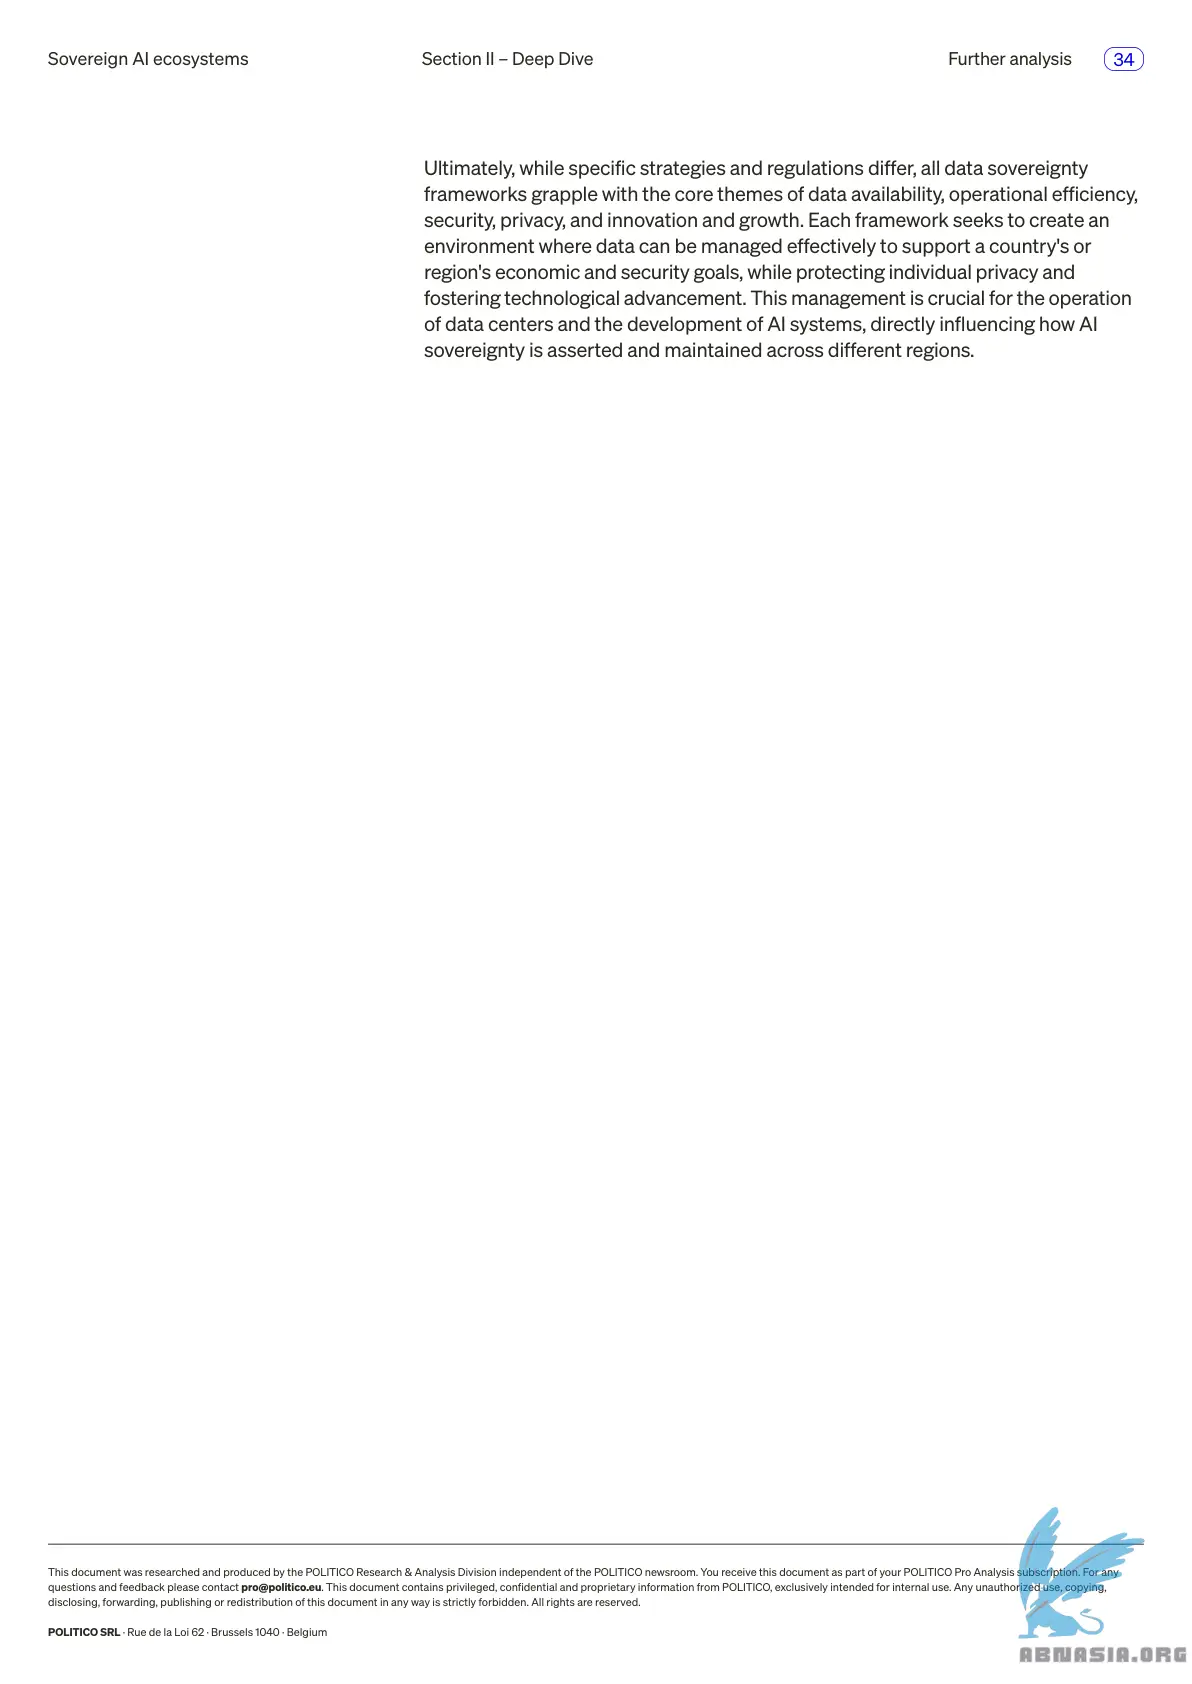 Sovereign AI ecosystems
Section II – Deep Dive
Further analysis
34
Ultimately, while specific strategies and regulations differ, all data sovereignty
frameworks grapple with the core themes of data availability, operational efficiency,
security, privacy, and innovation and growth. Each framework seeks to create an
environment where data can be managed effectively to support a country's or
region's economic and security goals, while protecting individual privacy and
fostering technological advancement. This management is crucial for the operation
of data centers and the development of AI systems, directly influencing how AI
sovereignty is asserted and maintained across different regions.
This document was researched and produced by the POLITICO Research & Analysis Division independent of the POLITICO newsroom. You receive this document as part of your POLITICO Pro Analysis subscription. For any
questions and feedback please contact pro@politico.eu. This document contains privileged, confidential and proprietary information from POLITICO, exclusively intended for internal use. Any unauthorized use, copying,
disclosing, forwarding, publishing or redistribution of this document in any way is strictly forbidden. All rights are reserved.
POLITICO SRL · Rue de la Loi 62 · Brussels 1040 · Belgium
ABNASIA.ORG